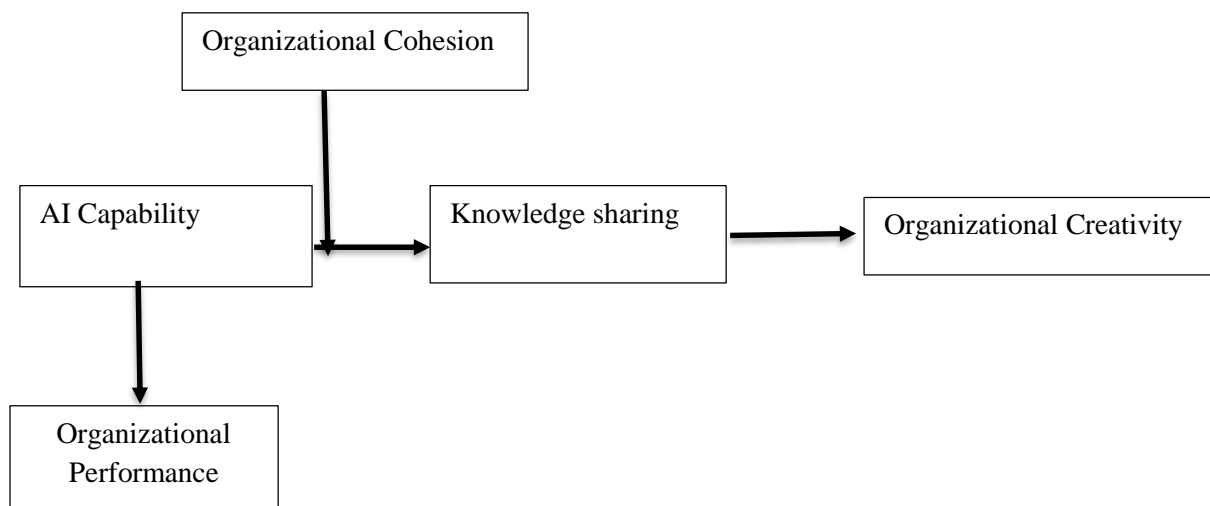 Organizational Cohesion
AI Capability
Knowledge sharing
Organizational Creativity
Organizational
Performance